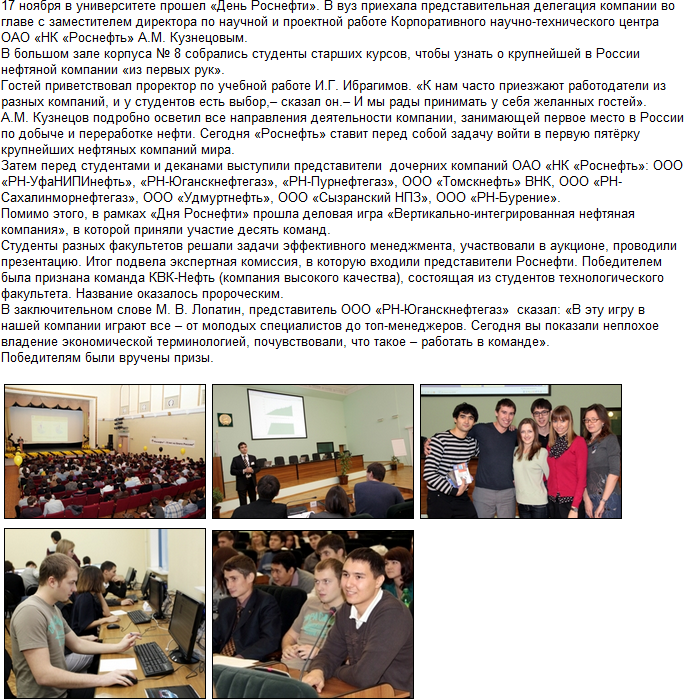 17 ноября в университете прошел «День Роснефти». В вуз приехала представительная делегация компании во
главе с заместителем директора по научной и проектной работе Корпоративного научно-технического центра
ОАО «НК «Роснефть» А.М. Кузнецовым.
В большом зале корпуса № 8 собрались студенты старших курсов, чтобы узнать о крупнейшей в России
нефтяной компании «из первых рук».
Гостей приветствовал проректор по учебной работе И.Г. Ибрагимов. «К нам часто приезжают работодатели из
разных компаний, и у студентов есть выбор,– сказал он.– И мы рады принимать у себя желанных гостей».
А.М. Кузнецов подробно осветил все направления деятельности компании, занимающей первое место в России
по добыче и переработке нефти. Сегодня «Роснефть» ставит перед собой задачу войти в первую пятёрку
крупнейших нефтяных компаний мира.
Затем перед студентами и деканами выступили представители  дочерних компаний ОАО «НК «Роснефть»: ООО
«РН-УфаНИПИнефть», «РН-Юганскнефтегаз», «РН-Пурнефтегаз», ООО «Томскнефть» ВНК, ООО «РН-
Сахалинморнефтегаз», ООО «Удмуртнефть», ООО «Сызранский НПЗ», ООО «РН-Бурение».
Помимо этого, в рамках «Дня Роснефти» прошла деловая игра «Вертикально-интегрированная нефтяная
компания», в которой приняли участие десять команд.
Студенты разных факультетов решали задачи эффективного менеджмента, участвовали в аукционе, проводили
презентацию. Итог подвела экспертная комиссия, в которую входили представители Роснефти. Победителем
была признана команда КВК-Нефть (компания высокого качества), состоящая из студентов технологического
факультета. Название оказалось пророческим.
В заключительном слове М. В. Лопатин, представитель ООО «РН-Юганскнефтегаз»  сказал: «В эту игру в
нашей компании играют все – от молодых специалистов до топ-менеджеров. Сегодня вы показали неплохое
владение экономической терминологией, почувствовали, что такое – работать в команде».
Победителям были вручены призы.